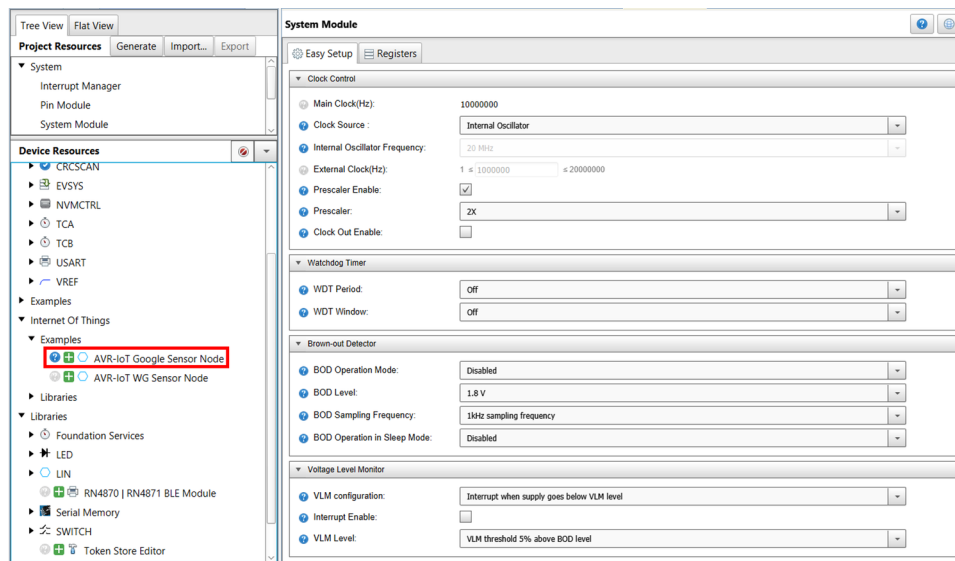 Tree View Flat View
Project Resources Generate Import... Export
System
Interrupt Manager
Pin Module
System Module
Device Resources
CRCSCAN
EVSYS
NVMCTRL
TCA
TCB
USART
VREF
Examples
Internet Of Things
Examples
AVR-IoT Google Sensor Node
AVR-IoT WG Sensor Node
Libraries
Libraries
Foundation Services
LED
LIN
RN4870 | RN4871 BLE Module
Serial Memory
SWITCH
Token Store Editor
System Module
Easy Setup Registers
Clock Control
Main Clock(Hz): 10000000
Clock Source : Internal Oscillator
Internal Oscillator Frequency: 20 MHz
External Clock(Hz): 1 ≤ 1000000 ≤ 20000000
Prescaler Enable:
Prescaler: 2X
Clock Out Enable:
Watchdog Timer
WDT Period: Off
WDT Window: Off
Brown-out Detector
BOD Operation Mode: Disabled
BOD Level: 1.8 V
BOD Sampling Frequency: 1kHz sampling frequency
BOD Operation in Sleep Mode: Disabled
Voltage Level Monitor
VLM configuration: Interrupt when supply goes below VLM level
Interrupt Enable:
VLM Level: VLM threshold 5% above BOD level